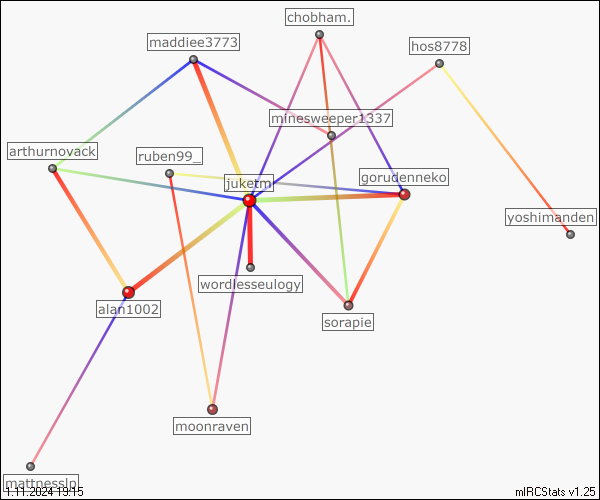 chobham.
maddiee3773
hos8778
minesweeper1337
arthurnovack
ruben99_
juketm
gorudenneko
yoshimanden
wordlesseulogy
alan1002
sorapie
moonraven
mattnesslp
1.11.2024 19:15
mIRCStats v1.25